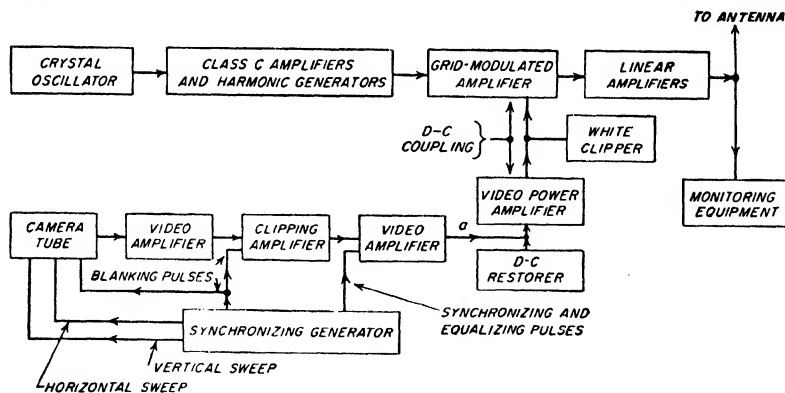 TO ANTENNA
CRYSTAL
OSCILLATOR
CLASS C AMPLIFIERS
AND HARMONIC GENERATORS
GRID-MODULATED
AMPLIFIER
LINEAR
AMPLIFIERS
D-C
COUPLING
WHITE
CLIPPER
VIDEO POWER
AMPLIFIER
MONITORING
EQUIPMENT
CAMERA
TUBE
VIDEO
AMPLIFIER
CLIPPING
AMPLIFIER
VIDEO
AMPLIFIER
a
D-C
RESTORER
BLANKING PULSES
SYNCHRONIZING GENERATOR
SYNCHRONIZING AND
EQUALIZING PULSES
VERTICAL SWEEP
HORIZONTAL SWEEP